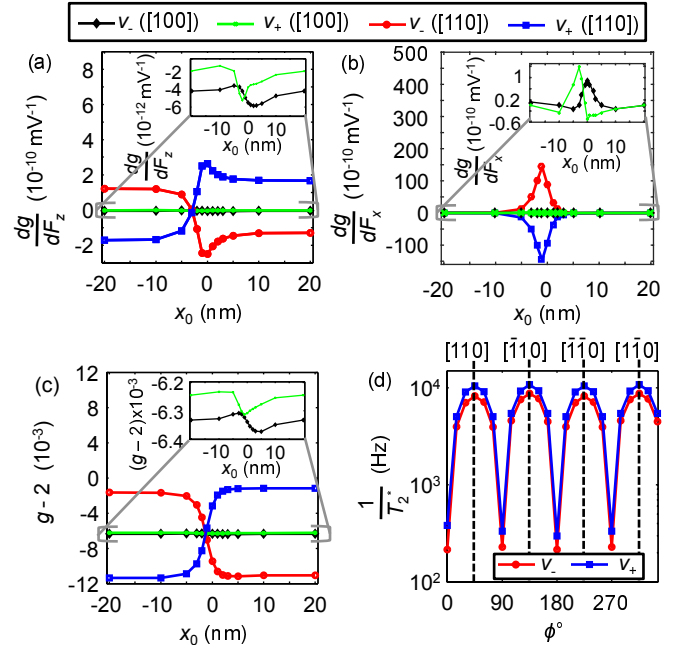 v₋ ([100]) v₊ ([100]) v₋ ([110]) v₊ ([110])
(a)
dg/dF_z (10⁻¹⁰ mV⁻¹)
8
6
4
2
0
-2
-20 -10 0 10 20
x₀ (nm)
dg/dF_z (10⁻¹² mV⁻¹)
-2
-4
-6
-10 0 10
x₀ (nm)
(b)
dg/dF_x (10⁻¹⁰ mV⁻¹)
500
400
300
200
100
0
-100
-20 -10 0 10 20
x₀ (nm)
dg/dF_x (10⁻¹⁰ mV⁻¹)
1
0.2
-0.6
-10 0 10
x₀ (nm)
(c)
g - 2 (10⁻³)
12
9
6
3
0
-3
-6
-9
-12
-20 -10 0 10 20
x₀ (nm)
(g-2)x10⁻³
-6.2
-6.3
-6.4
-10 0 10
x₀ (nm)
(d)
[110] [1̄10] [1̄1̄0] [11̄0]
1/T₂* (Hz)
10⁴
10³
10²
v₋ v₊
0 90 180 270
ϕ°